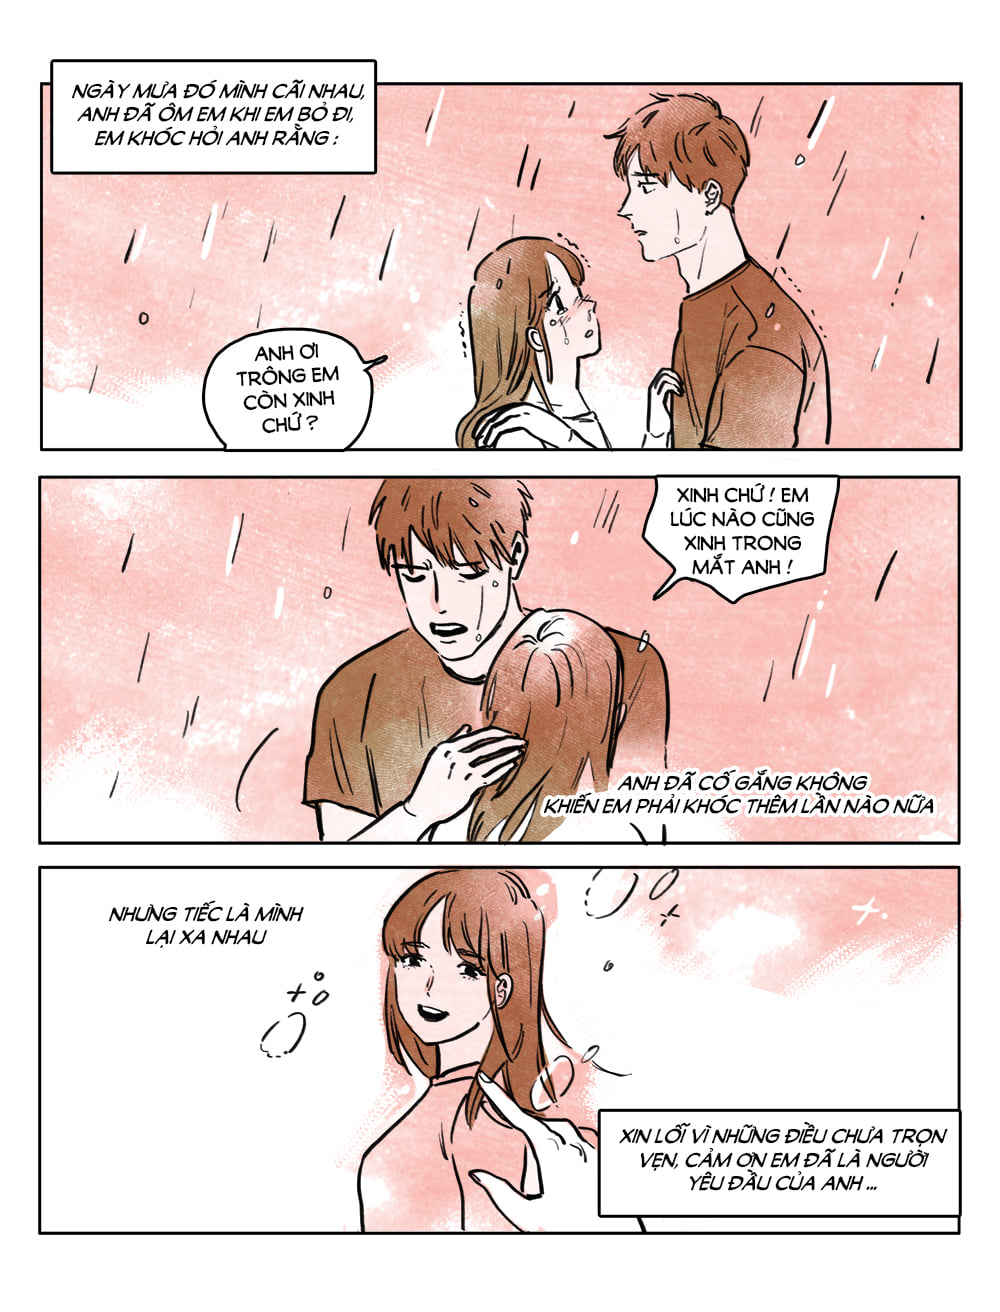 NGÀY MƯA ĐÓ MÌNH CÃI NHAU,
ANH ĐÃ ÔM EM KHI EM BỎ ĐI,
EM KHÓC HỎI ANH RẰNG :
ANH ƠI
TRÔNG EM
CÒN XINH
CHỨ ?
XINH CHỨ ! EM
LÚC NÀO CŨNG
XINH TRONG
MẮT ANH !
ANH ĐÃ CỐ GẮNG KHÔNG
KHIẾN EM PHẢI KHÓC THÊM LẦN NÀO NỮA
NHƯNG TIẾC LÀ MÌNH
LẠI XA NHAU
XIN LỖI VÌ NHỮNG ĐIỀU CHƯA TRỌN
VẸN, CẢM ƠN EM ĐÃ LÀ NGƯỜI
YÊU ĐẦU CỦA ANH ...